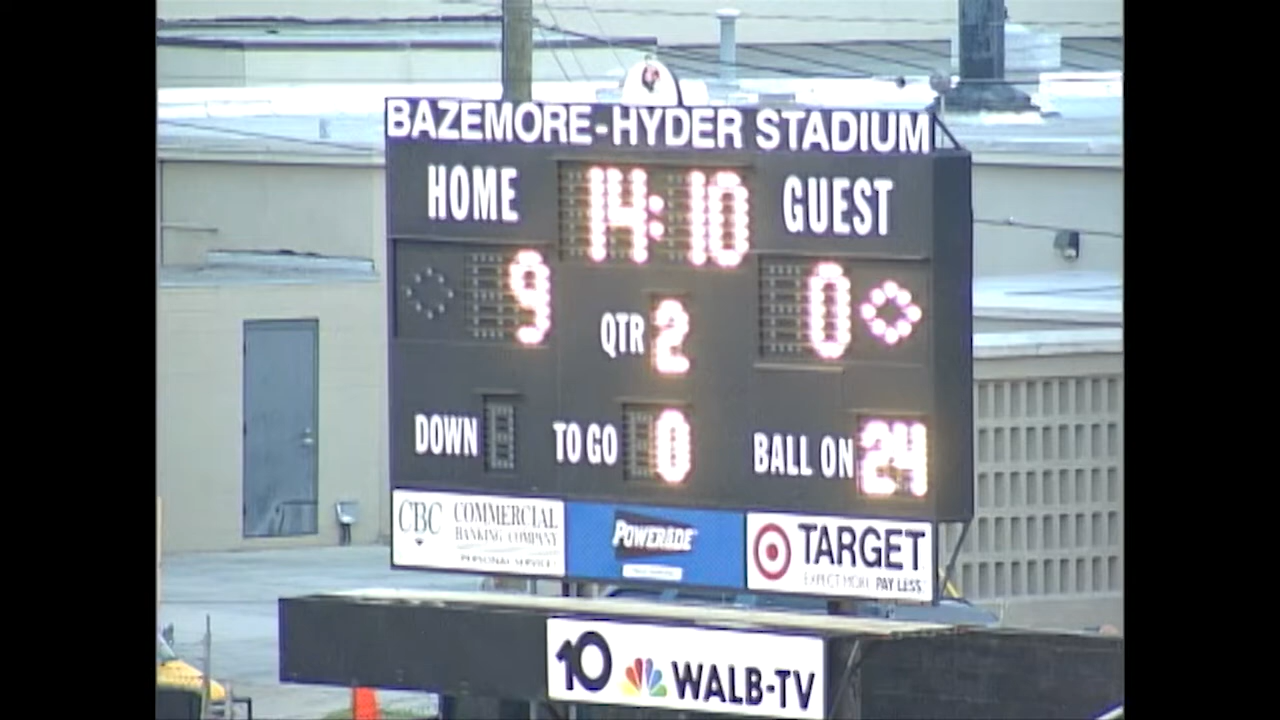 BAZEMORE-HYDER STADIUM
HOME 14:10 GUEST
9 0
QTR 2
DOWN TO GO 0 BALL ON 24
CBC COMMERCIAL
BANKING COMPANY
PERSONAL SERVICE
POWERADE
TARGET
EXPECT MORE. PAY LESS.
10 WALB-TV